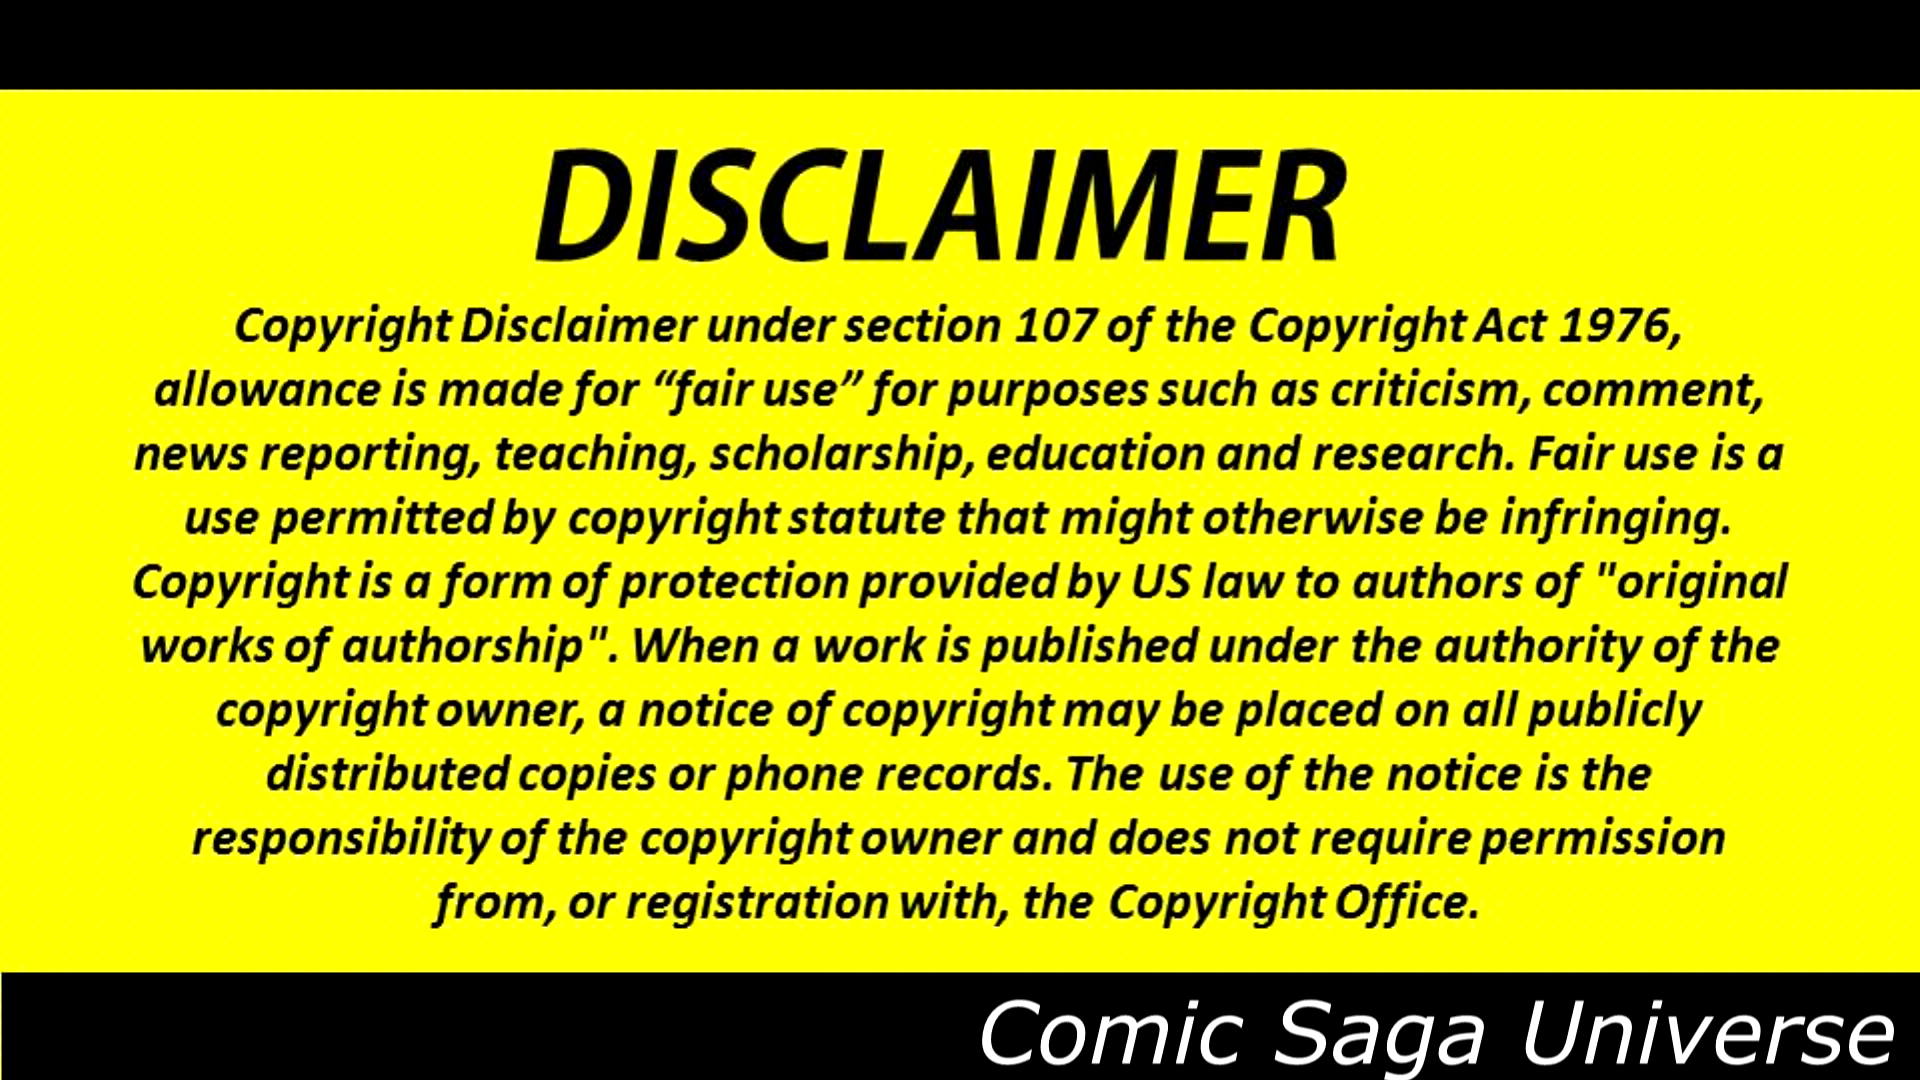 DISCLAIMER
Copyright Disclaimer under section 107 of the Copyright Act 1976,
allowance is made for “fair use” for purposes such as criticism, comment,
news reporting, teaching, scholarship, education and research. Fair use is a
use permitted by copyright statute that might otherwise be infringing.
Copyright is a form of protection provided by US law to authors of "original
works of authorship". When a work is published under the authority of the
copyright owner, a notice of copyright may be placed on all publicly
distributed copies or phone records. The use of the notice is the
responsibility of the copyright owner and does not require permission
from, or registration with, the Copyright Office.
Comic Saga Universe